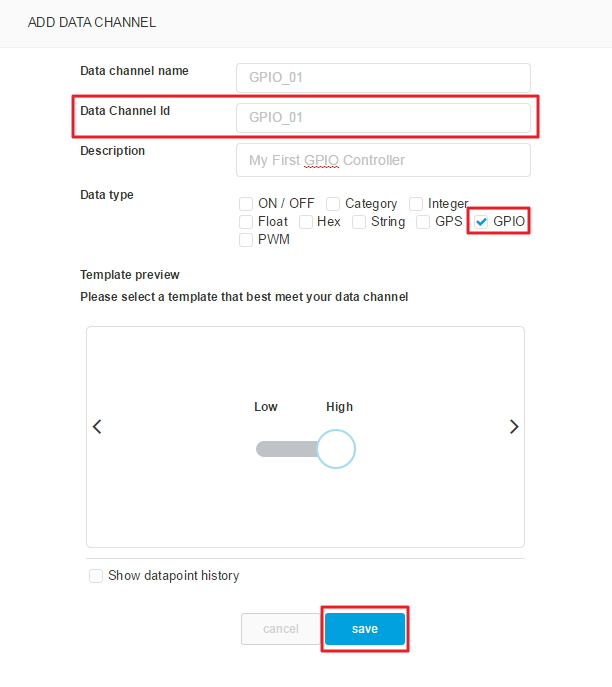 ADD DATA CHANNEL
Data channel name GPIO_01
Data Channel Id GPIO_01
Description My First GPIO Controller
Data type
ON / OFF Category Integer
Float Hex String GPS GPIO
PWM
Template preview
Please select a template that best meet your data channel
Low High
Show datapoint history
cancel save